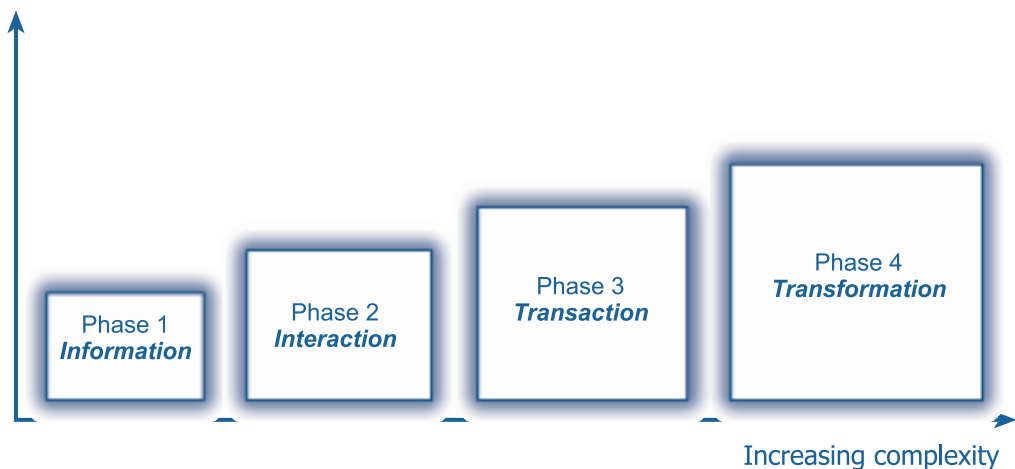 Phase 1
Information
Phase 2
Interaction
Phase 3
Transaction
Phase 4
Transformation
Increasing complexity